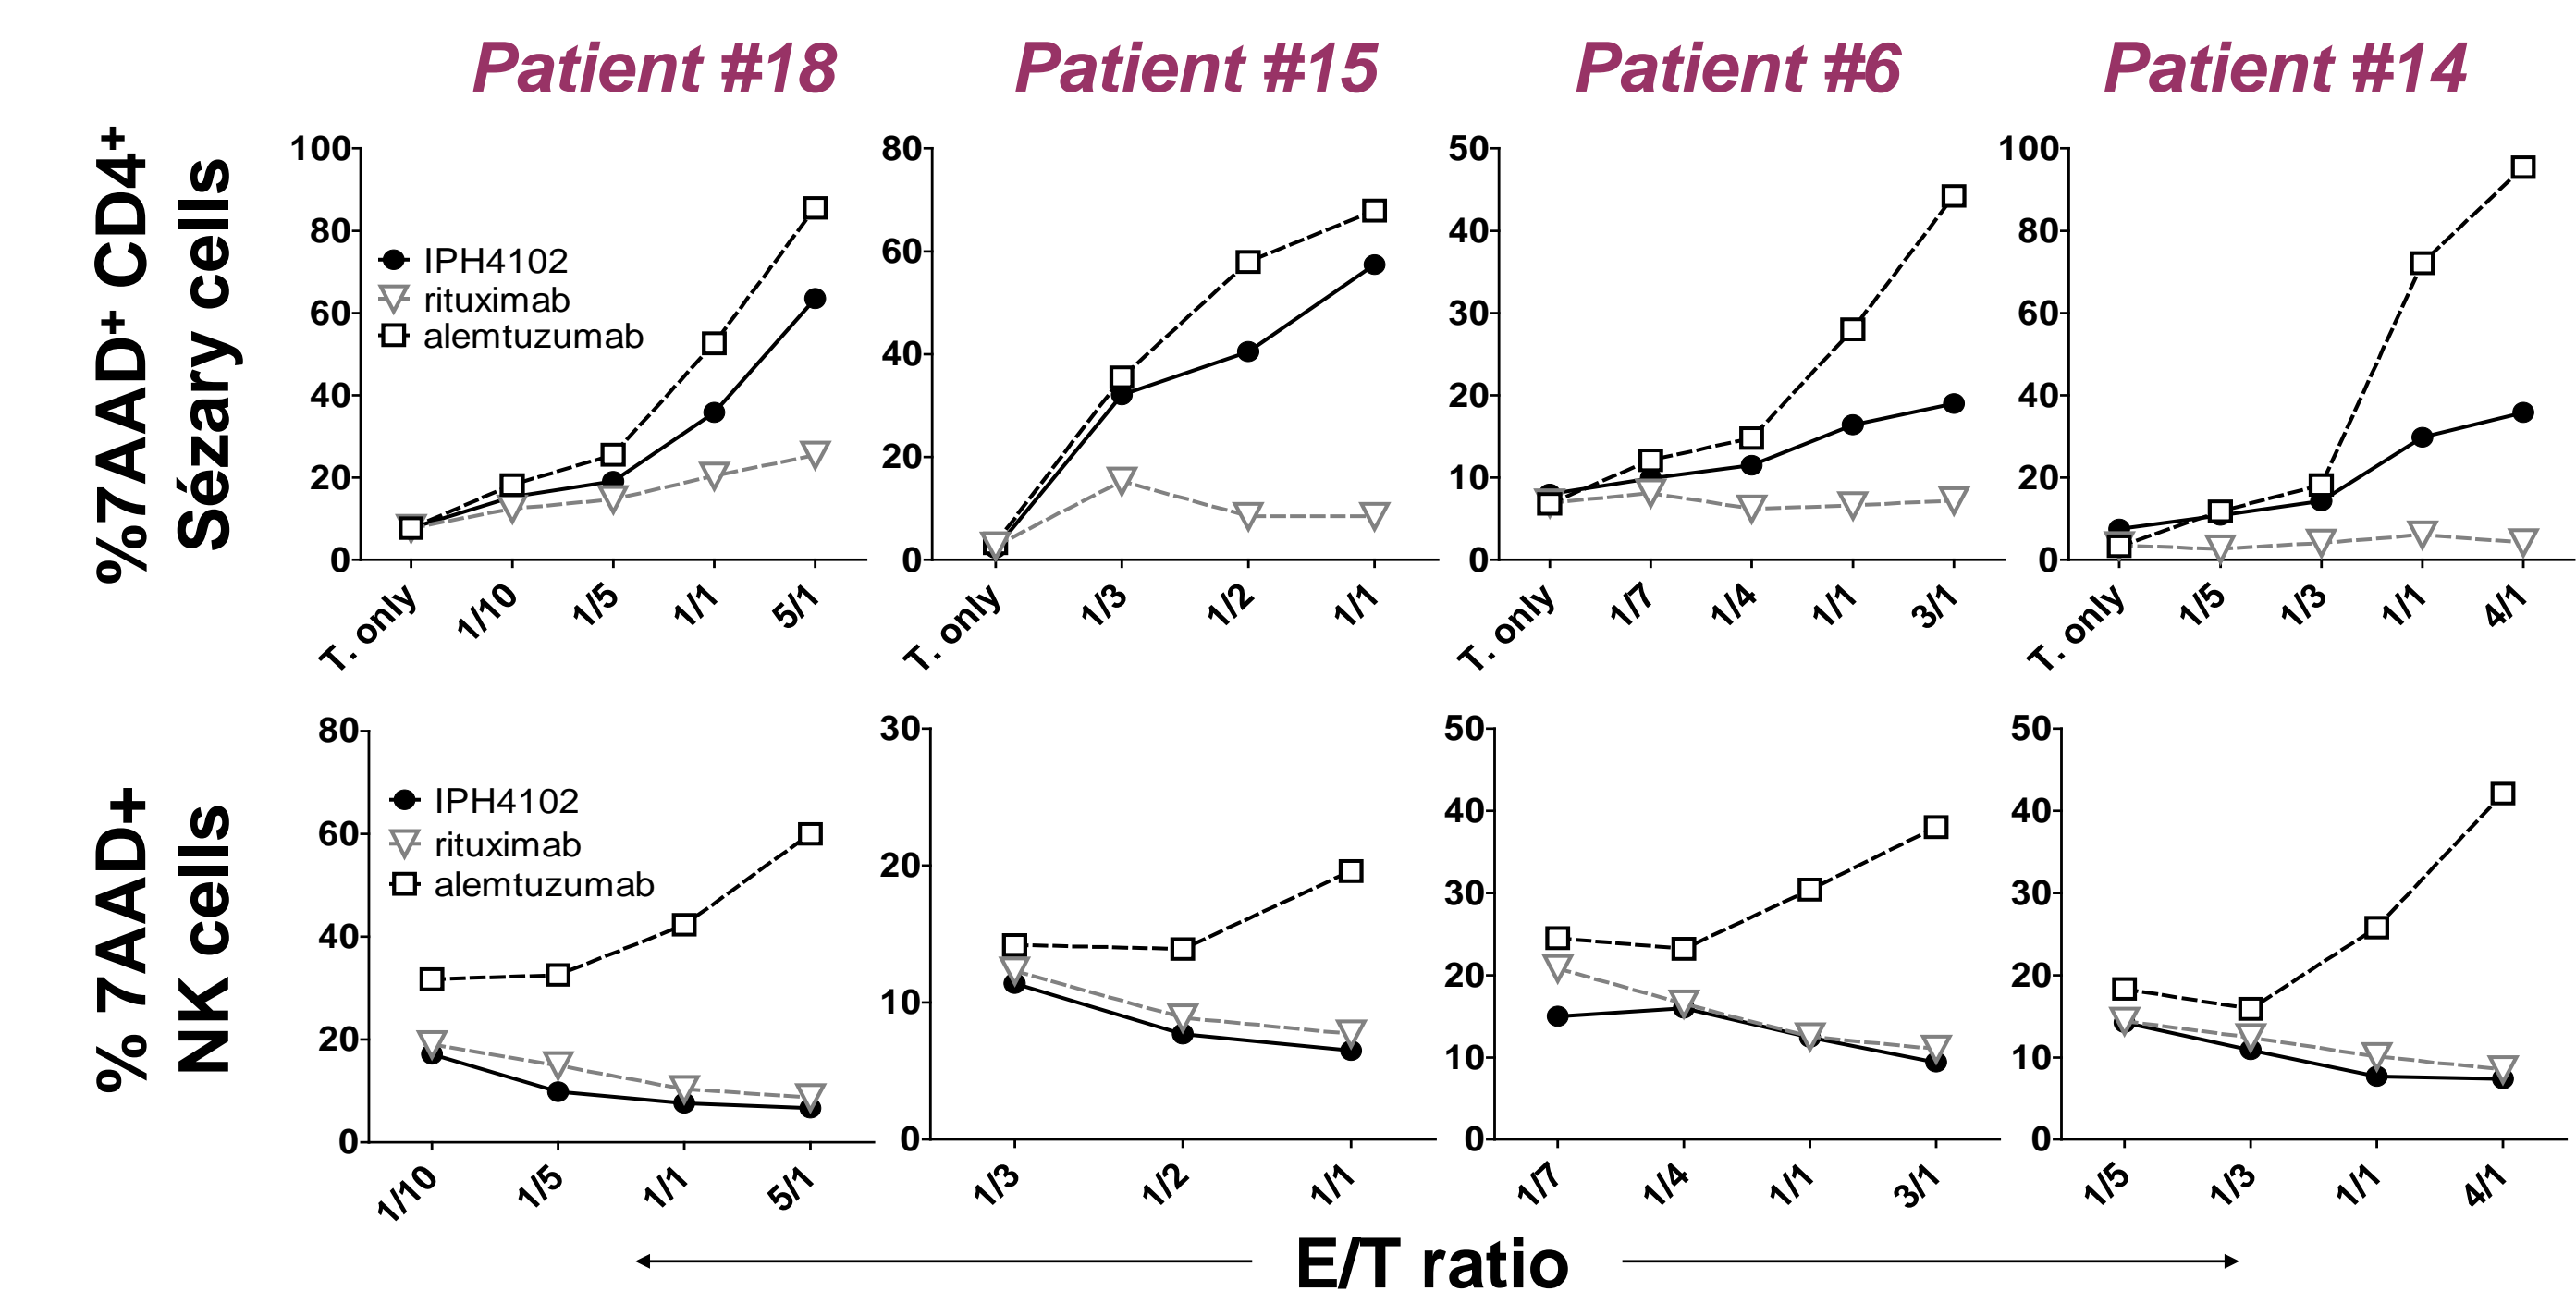 Patient #18 Patient #15 Patient #6 Patient #14
%7AAD+ CD4+
Sézary cells
100
80
60
40
20
0
IPH4102
rituximab
alemtuzumab
T. only 1/10 1/5 1/1 5/1
80
60
40
20
0
T. only 1/3 1/2 1/1
50
40
30
20
10
0
T. only 1/7 1/4 1/1 3/1
100
80
60
40
20
0
T. only 1/5 1/3 1/1 4/1
% 7AAD+
NK cells
80
60
40
20
0
IPH4102
rituximab
alemtuzumab
1/10 1/5 1/1 5/1
30
20
10
0
1/3 1/2 1/1
50
40
30
20
10
0
1/7 1/4 1/1 3/1
50
40
30
20
10
0
1/5 1/3 1/1 4/1
E/T ratio